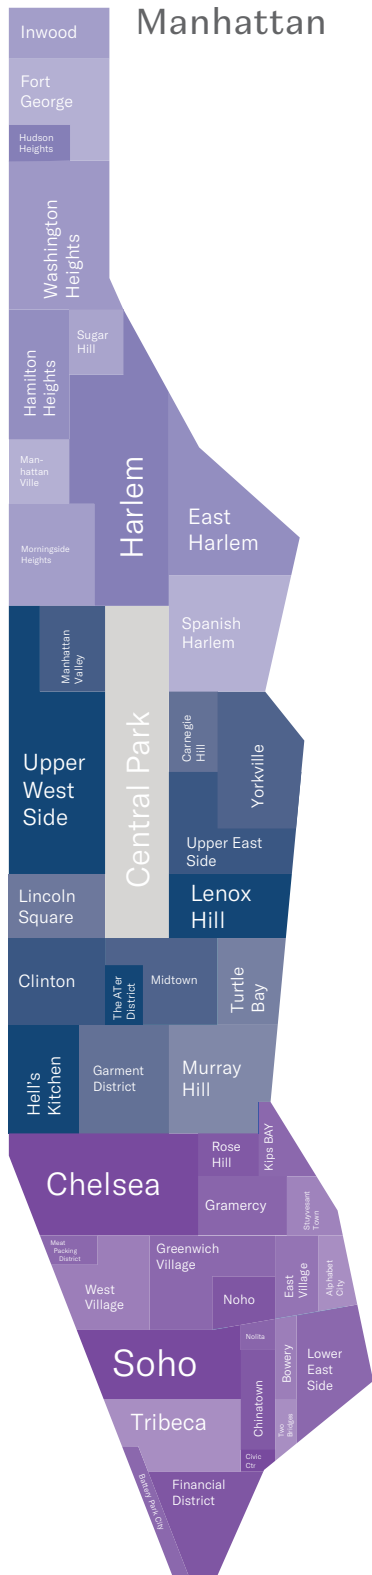 Manhattan
Inwood
Fort
George
Hudson
Heights
Washington
Heights
Sugar
Hill
Hamilton
Heights
Man-
hattan
Ville
Harlem
Morningside
Heights
East
Harlem
Spanish
Harlem
Manhattan
Valley
Central Park
Carnegie
Hill
Yorkville
Upper
West
Side
Upper East
Side
Lincoln
Square
Lenox
Hill
Clinton
The ATer
District
Midtown
Turtle
Bay
Hell's
Kitchen
Garment
District
Murray
Hill
Kips BAY
Rose
Hill
Chelsea
Gramercy
Stuyvesant
Town
Meat
Packing
District
Greenwich
Village
West
Village
Noho
East
Village
Alphabet
City
Nolita
Soho
Bowery
Lower
East
Side
Chinatown
Tribeca
Two
Bridges
Civic
Ctr
Battery Park City
Financial
District